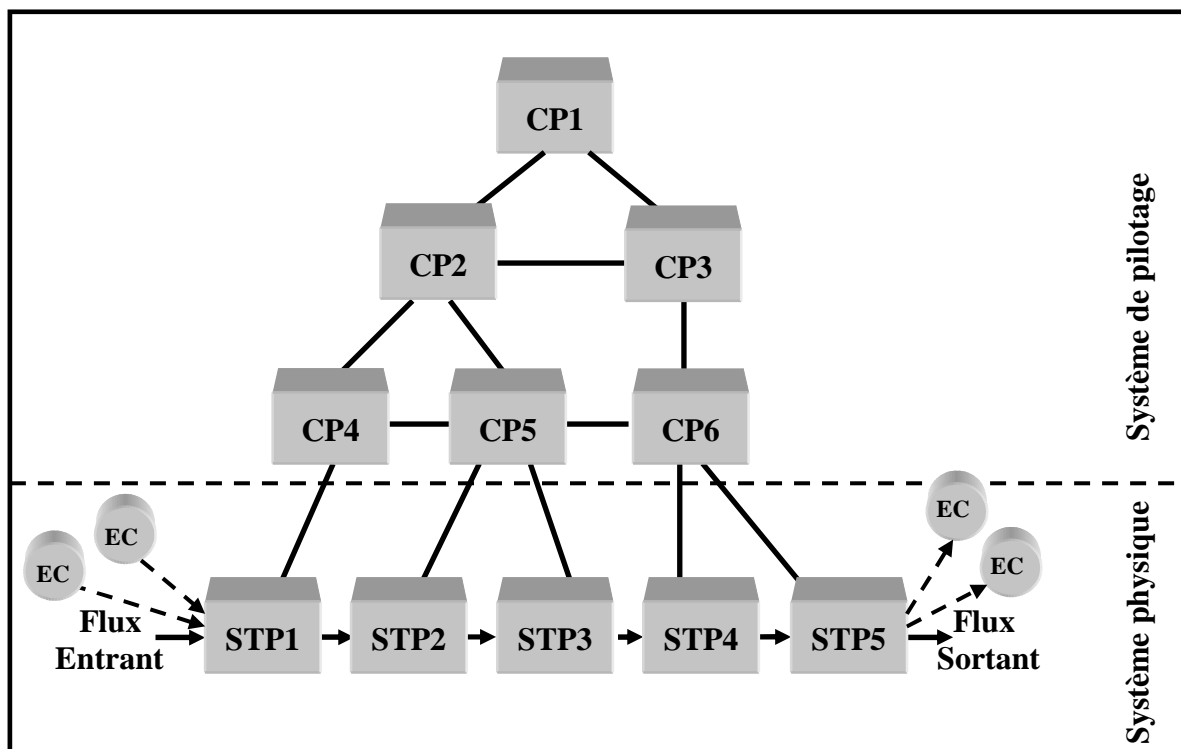 CP1
CP2
CP3
CP4
CP5
CP6
Système de pilotage
EC
EC
EC
EC
Flux
Entrant
STP1
STP2
STP3
STP4
STP5
Flux
Sortant
Système physique